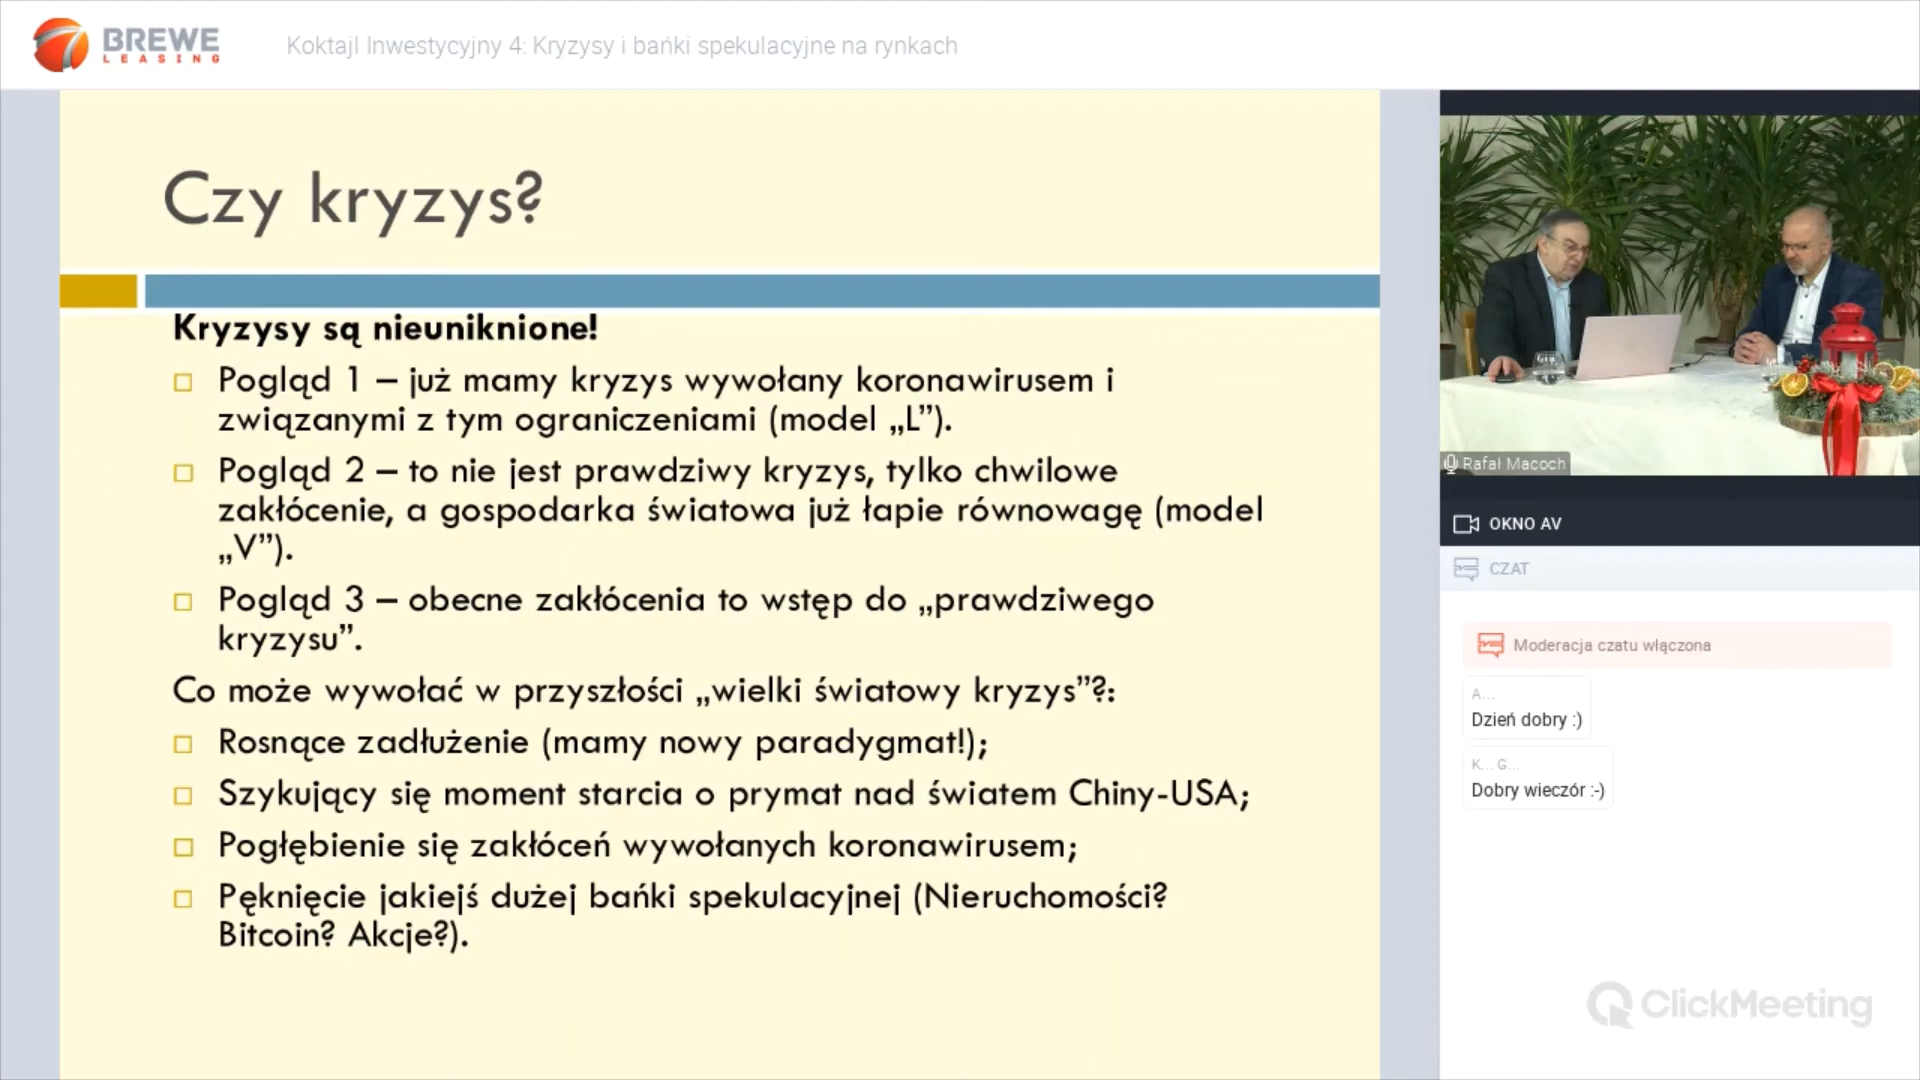 BREWE
LEASING
Koktajl Inwestycyjny 4: Kryzysy i bańki spekulacyjne na rynkach
Czy kryzys?
Kryzysy są nieuniknione!
Pogląd 1 – już mamy kryzys wywołany koronawirusem i
związanymi z tym ograniczeniami (model „L”).
Pogląd 2 – to nie jest prawdziwy kryzys, tylko chwilowe
zakłócenie, a gospodarka światowa już łapie równowagę (model
„V”).
Pogląd 3 – obecne zakłócenia to wstęp do „prawdziwego
kryzysu”.
Co może wywołać w przyszłości „wielki światowy kryzys”?:
Rosnące zadłużenie (mamy nowy paradygmat!);
Szykujący się moment starcia o prymat nad światem Chiny-USA;
Pogłębienie się zakłóceń wywołanych koronawirusem;
Pęknięcie jakiejś dużej bańki spekulacyjnej (Nieruchomości?
Bitcoin? Akcje?).
Rafał Macoch
OKNO AV
CZAT
Moderacja czatu włączona
A...
Dzień dobry :)
K... G...
Dobry wieczór :-)
ClickMeeting